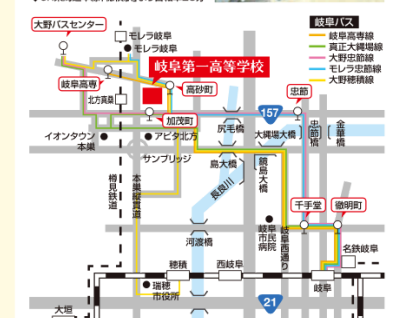 大野バスセンター
モレラ岐阜
モレラ岐阜
岐阜バス
岐阜高専線
真正大縄場線
大野忠節線
モレラ忠節線
大野穂積線
岐阜第一高等学校
岐阜高専
北方真桑
高砂町
忠節
157
加茂町
イオンタウン
本巣
アピタ北方
尻毛橋
大縄場大橋
忠節橋
金華橋
サンブリッジ
島大橋
鏡島大橋
長良川
樽見鉄道
本巣縦貫道
千手堂
徹明町
岐阜市民病院
岐阜西通り
河渡橋
名鉄岐阜
穂積
西岐阜
岐阜
瑞穂
市役所
21
大垣